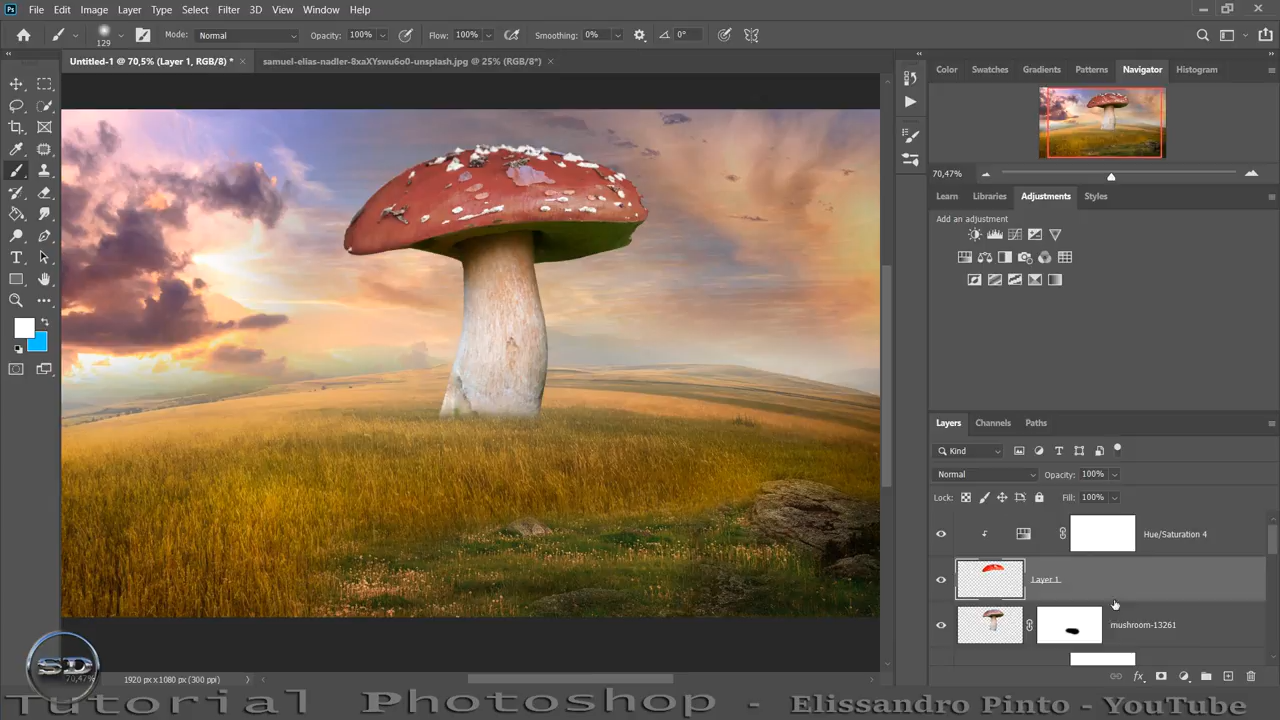 Ps File Edit Image Layer Type Select Filter 3D View Window Help
129 Mode: Normal Opacity: 100% Flow: 100% Smoothing: 0% 0°
Untitled-1 @ 70,5% (Layer 1, RGB/8) * × samuel-elias-nadler-8xaXYswu6o0-unsplash.jpg @ 25% (RGB/8*) ×
Color Swatches Gradients Patterns Navigator Histogram
70,47%
Learn Libraries Adjustments Styles
Add an adjustment
Layers Channels Paths
Kind
Normal Opacity: 100%
Lock: Fill: 100%
Hue/Saturation 4
Layer 1
mushroom-13261
SD
70,47% 1920 px x 1080 px (300 ppi)
Tutorial Photoshop - Elissandro Pinto - YouTube